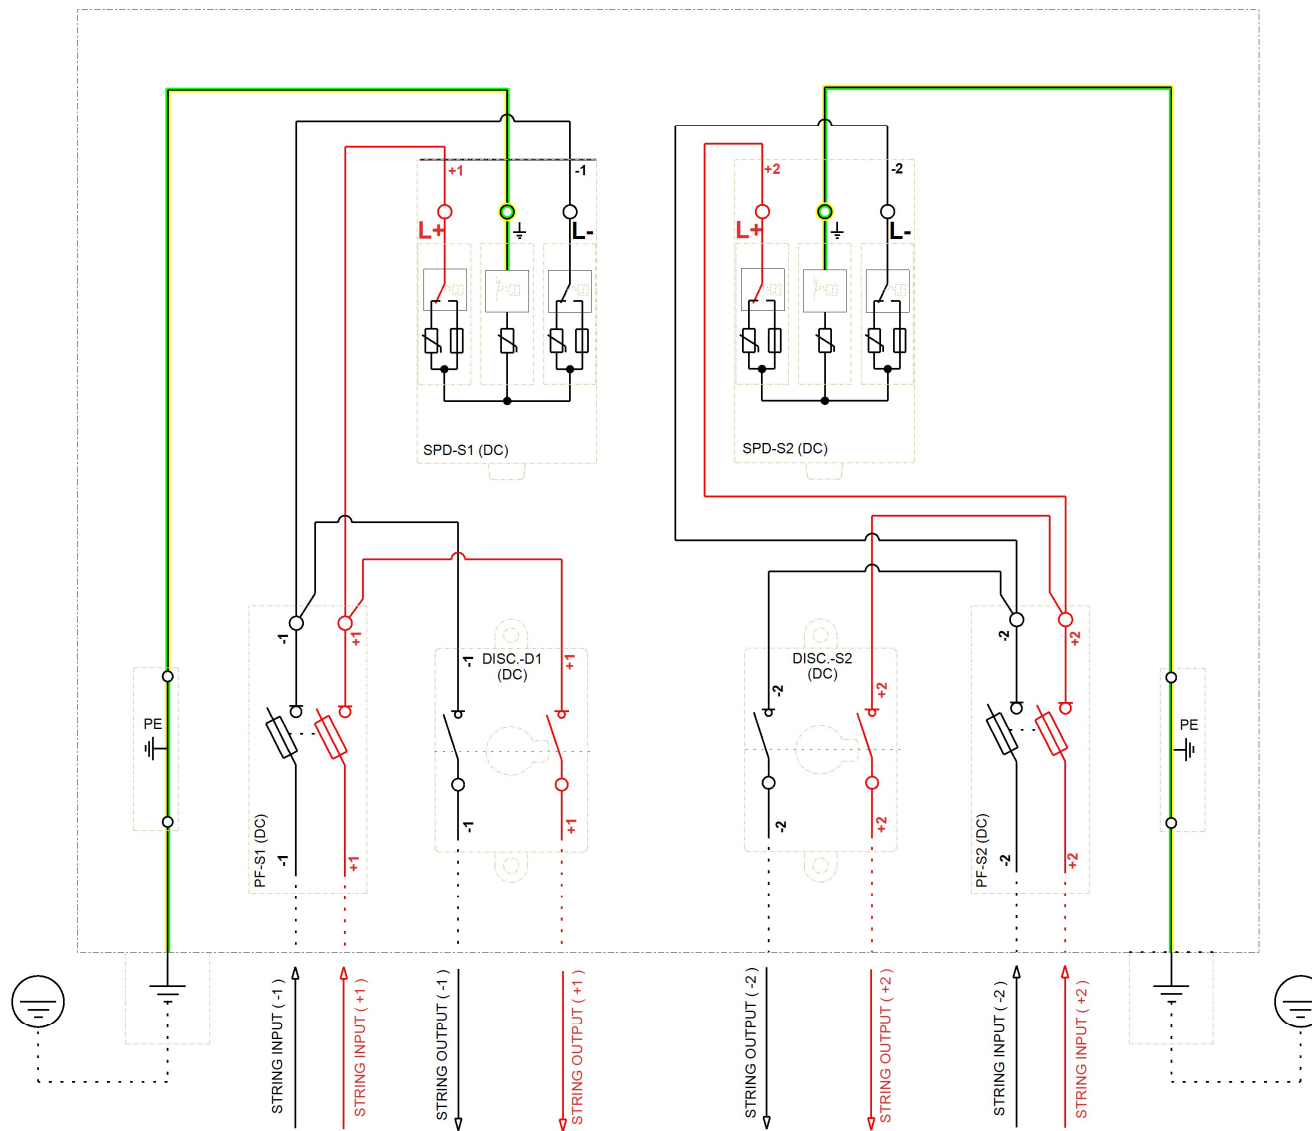 +1
-1
+2
-2
L+
L-
L+
L-
SPD-S1 (DC)
SPD-S2 (DC)
-1
+1
-1
DISC.-D1
(DC)
+1
DISC.-S2
(DC)
-2
+2
-2
+2
PE
PE
-1
+1
-2
+2
PF-S1 (DC)
-1
+1
PF-S2 (DC)
-2
+2
STRING INPUT ( -1 )
STRING INPUT ( +1 )
STRING OUTPUT ( -1 )
STRING OUTPUT ( +1 )
STRING OUTPUT ( -2 )
STRING OUTPUT ( +2 )
STRING INPUT ( -2 )
STRING INPUT ( +2 )